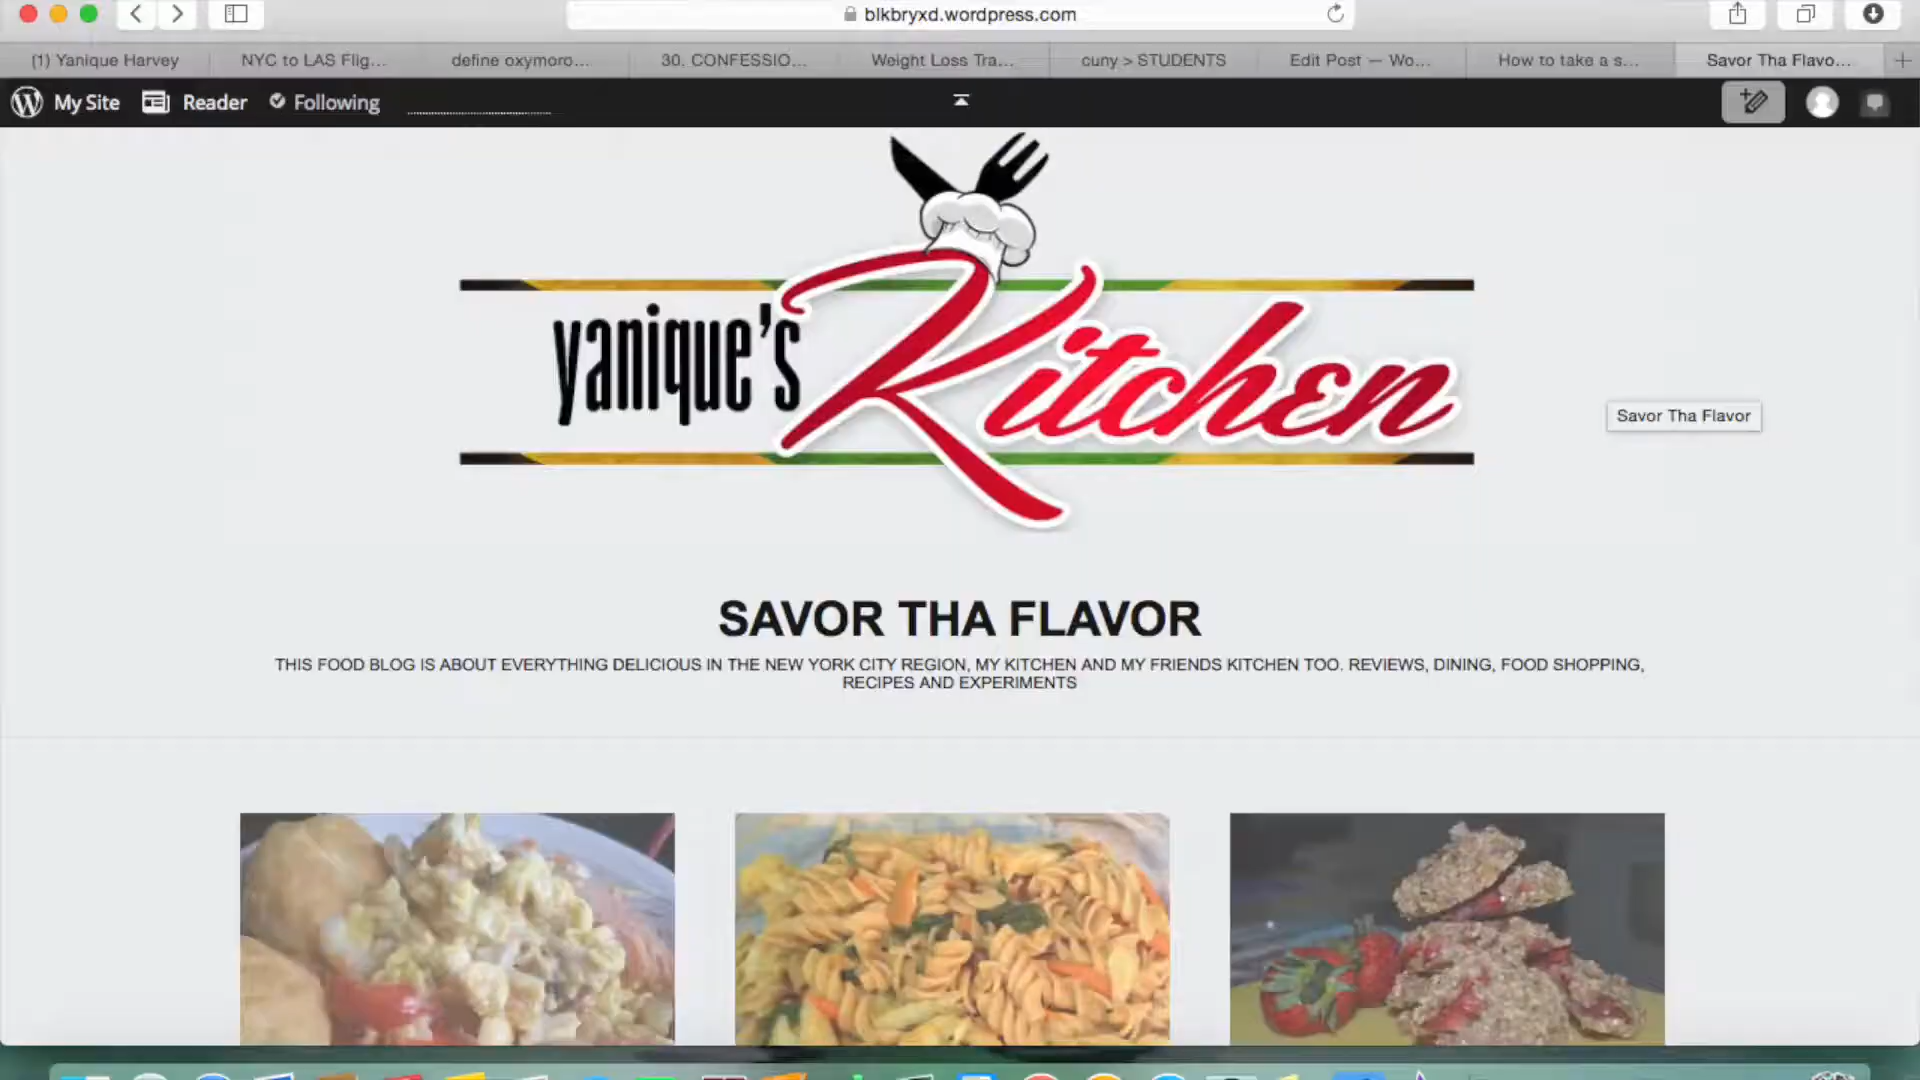 blkbryxd.wordpress.com
(1) Yanique Harvey
NYC to LAS Flig...
define oxymoro...
30. CONFESSIO...
Weight Loss Tra...
cuny > STUDENTS
Edit Post — Wo...
How to take a s...
Savor Tha Flavo...
My Site
Reader
Following
yanique's Kitchen
Savor Tha Flavor
SAVOR THA FLAVOR
THIS FOOD BLOG IS ABOUT EVERYTHING DELICIOUS IN THE NEW YORK CITY REGION, MY KITCHEN AND MY FRIENDS KITCHEN TOO. REVIEWS, DINING, FOOD SHOPPING,
RECIPES AND EXPERIMENTS